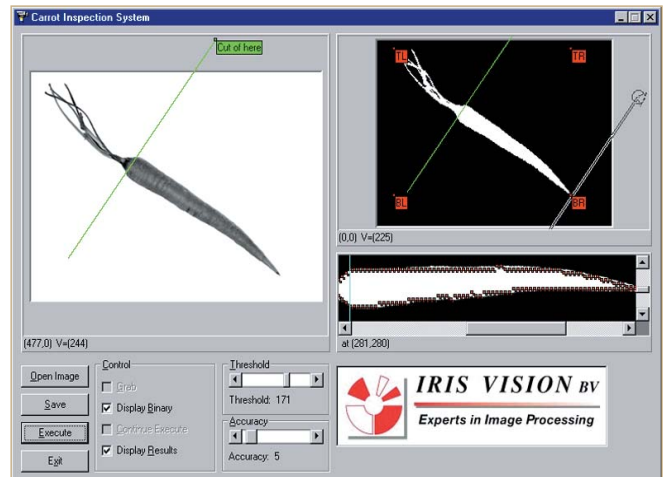 Carrot Inspection System
Cut of here
(477,0) V=(244)
TL TR
BL BR
(0,0) V=(225)
at (281,280)
Open Image
Save
Execute
Exit
Control
Grab
Display Binary
Continue Execute
Display Results
Threshold
Threshold: 171
Accuracy
Accuracy: 5
IRIS VISION BV
Experts in Image Processing